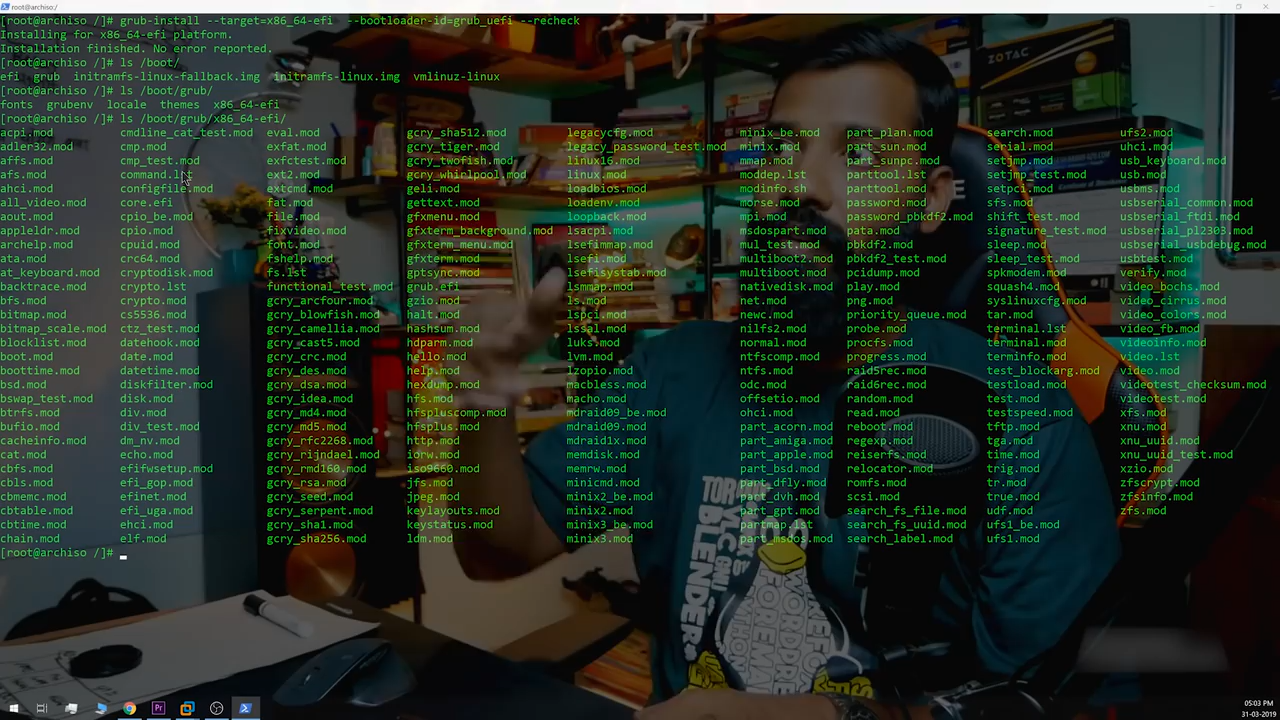 root@archiso:/
[root@archiso /]# grub-install --target=x86_64-efi  --bootloader-id=grub_uefi --recheck
Installing for x86_64-efi platform.
Installation finished. No error reported.
[root@archiso /]# ls /boot/
efi  grub  initramfs-linux-fallback.img  initramfs-linux.img  vmlinuz-linux
[root@archiso /]# ls /boot/grub/
fonts  grubenv  locale  themes  x86_64-efi
[root@archiso /]# ls /boot/grub/x86_64-efi/
acpi.mod cmdline_cat_test.mod eval.mod gcry_sha512.mod legacycfg.mod minix_be.mod part_plan.mod search.mod ufs2.mod
adler32.mod cmp.mod exfat.mod gcry_tiger.mod legacy_password_test.mod minix.mod part_sun.mod serial.mod uhci.mod
affs.mod cmp_test.mod exfctest.mod gcry_twofish.mod linux16.mod mmap.mod part_sunpc.mod setjmp.mod usb_keyboard.mod
afs.mod command.lst ext2.mod gcry_whirlpool.mod linux.mod moddep.lst parttool.lst setjmp_test.mod usb.mod
ahci.mod configfile.mod extcmd.mod geli.mod loadbios.mod modinfo.sh parttool.mod setpci.mod usbms.mod
all_video.mod core.efi fat.mod gettext.mod loadenv.mod morse.mod password.mod sfs.mod usbserial_common.mod
aout.mod cpio_be.mod file.mod gfxmenu.mod loopback.mod mpi.mod password_pbkdf2.mod shift_test.mod usbserial_ftdi.mod
appleldr.mod cpio.mod fixvideo.mod gfxterm_background.mod lsacpi.mod msdospart.mod pata.mod signature_test.mod usbserial_pl2303.mod
archelp.mod cpuid.mod font.mod gfxterm_menu.mod lsefimmap.mod mul_test.mod pbkdf2.mod sleep.mod usbserial_usbdebug.mod
ata.mod crc64.mod fshelp.mod gfxterm.mod lsefi.mod multiboot2.mod pbkdf2_test.mod sleep_test.mod usbtest.mod
at_keyboard.mod cryptodisk.mod fs.lst gptsync.mod lsefisystab.mod multiboot.mod pcidump.mod spkmodem.mod verify.mod
backtrace.mod crypto.lst functional_test.mod grub.efi lsmmap.mod nativedisk.mod play.mod squash4.mod video_bochs.mod
bfs.mod crypto.mod gcry_arcfour.mod gzio.mod ls.mod net.mod png.mod syslinuxcfg.mod video_cirrus.mod
bitmap.mod cs5536.mod gcry_blowfish.mod halt.mod lspci.mod newc.mod priority_queue.mod tar.mod video_colors.mod
bitmap_scale.mod ctz_test.mod gcry_camellia.mod hashsum.mod lssal.mod nilfs2.mod probe.mod terminal.lst video_fb.mod
blocklist.mod datehook.mod gcry_cast5.mod hdparm.mod luks.mod normal.mod procfs.mod terminal.mod videoinfo.mod
boot.mod date.mod gcry_crc.mod hello.mod lvm.mod ntfscomp.mod progress.mod terminfo.mod video.lst
boottime.mod datetime.mod gcry_des.mod help.mod lzopio.mod ntfs.mod raid5rec.mod test_blockarg.mod video.mod
bsd.mod diskfilter.mod gcry_dsa.mod hexdump.mod macbless.mod odc.mod raid6rec.mod testload.mod videotest_checksum.mod
bswap_test.mod disk.mod gcry_idea.mod hfs.mod macho.mod offsetio.mod random.mod test.mod videotest.mod
btrfs.mod div.mod gcry_md4.mod hfspluscomp.mod mdraid09_be.mod ohci.mod read.mod testspeed.mod xfs.mod
bufio.mod div_test.mod gcry_md5.mod hfsplus.mod mdraid09.mod part_acorn.mod reboot.mod tftp.mod xnu.mod
cacheinfo.mod dm_nv.mod gcry_rfc2268.mod http.mod mdraid1x.mod part_amiga.mod regexp.mod tga.mod xnu_uuid.mod
cat.mod echo.mod gcry_rijndael.mod iorw.mod memdisk.mod part_apple.mod reiserfs.mod time.mod xnu_uuid_test.mod
cbfs.mod efifwsetup.mod gcry_rmd160.mod iso9660.mod memrw.mod part_bsd.mod relocator.mod trig.mod xzio.mod
cbls.mod efi_gop.mod gcry_rsa.mod jfs.mod minicmd.mod part_dfly.mod romfs.mod tr.mod zfscrypt.mod
cbmemc.mod efinet.mod gcry_seed.mod jpeg.mod minix2_be.mod part_dvh.mod scsi.mod true.mod zfsinfo.mod
cbtable.mod efi_uga.mod gcry_serpent.mod keylayouts.mod minix2.mod part_gpt.mod search_fs_file.mod udf.mod zfs.mod
cbtime.mod ehci.mod gcry_sha1.mod keystatus.mod minix3_be.mod partmap.lst search_fs_uuid.mod ufs1_be.mod
chain.mod elf.mod gcry_sha256.mod ldm.mod minix3.mod part_msdos.mod search_label.mod ufs1.mod
[root@archiso /]#
ZOTAC
BLENDER
Pr
05:03 PM
31-03-2019